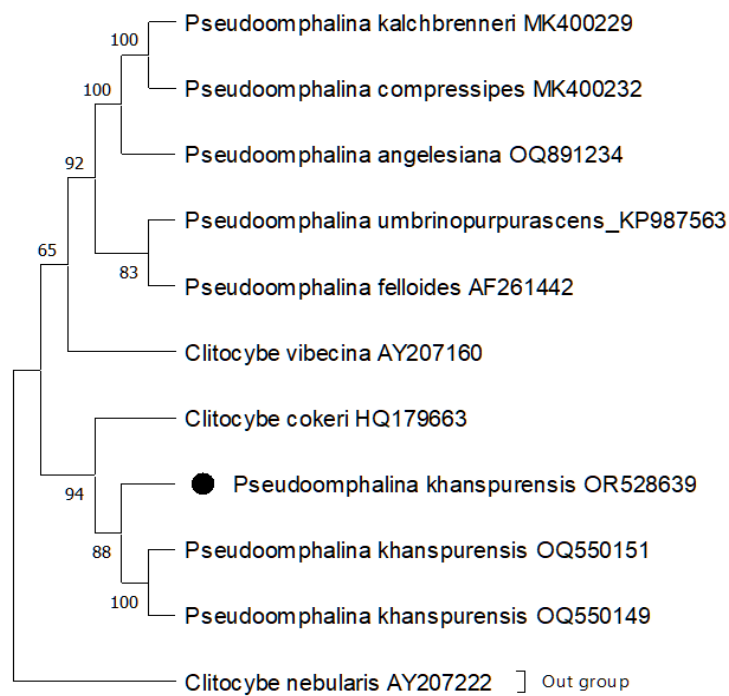 Pseudoomphalina kalchbrenneri MK400229
100
Pseudoomphalina compressipes MK400232
100
Pseudoomphalina angelesiana OQ891234
92
Pseudoomphalina umbrinopurpurascens_KP987563
65
83
Pseudoomphalina felloides AF261442
Clitocybe vibecina AY207160
Clitocybe cokeri HQ179663
Pseudoomphalina khanspurensis OR528639
94
Pseudoomphalina khanspurensis OQ550151
88
100
Pseudoomphalina khanspurensis OQ550149
Clitocybe nebularis AY207222 Out group